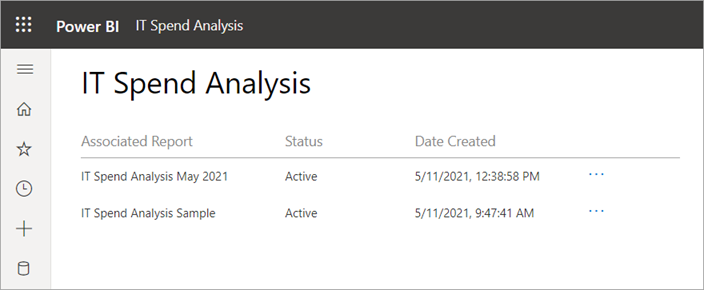 Power BI IT Spend Analysis
IT Spend Analysis
Associated Report Status Date Created
IT Spend Analysis May 2021 Active 5/11/2021, 12:38:58 PM ...
IT Spend Analysis Sample Active 5/11/2021, 9:47:41 AM ...